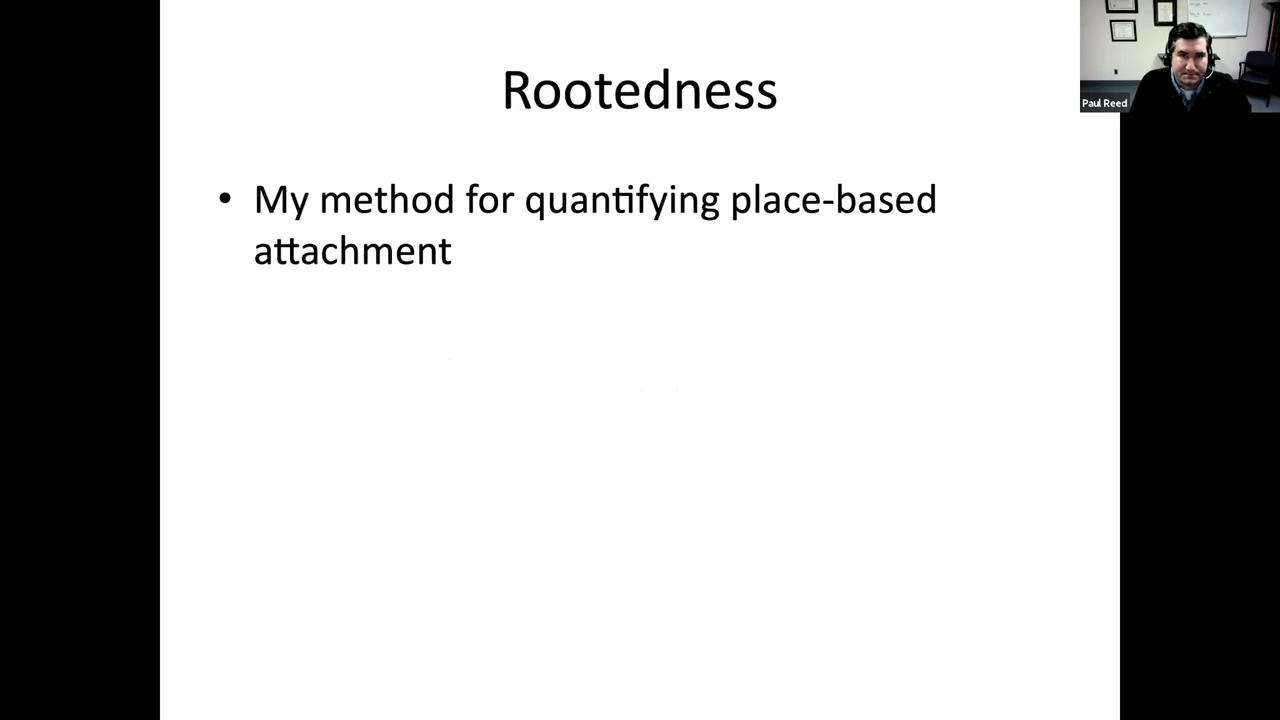 Rootedness
• My method for quantifying place-based
attachment
Paul Reed